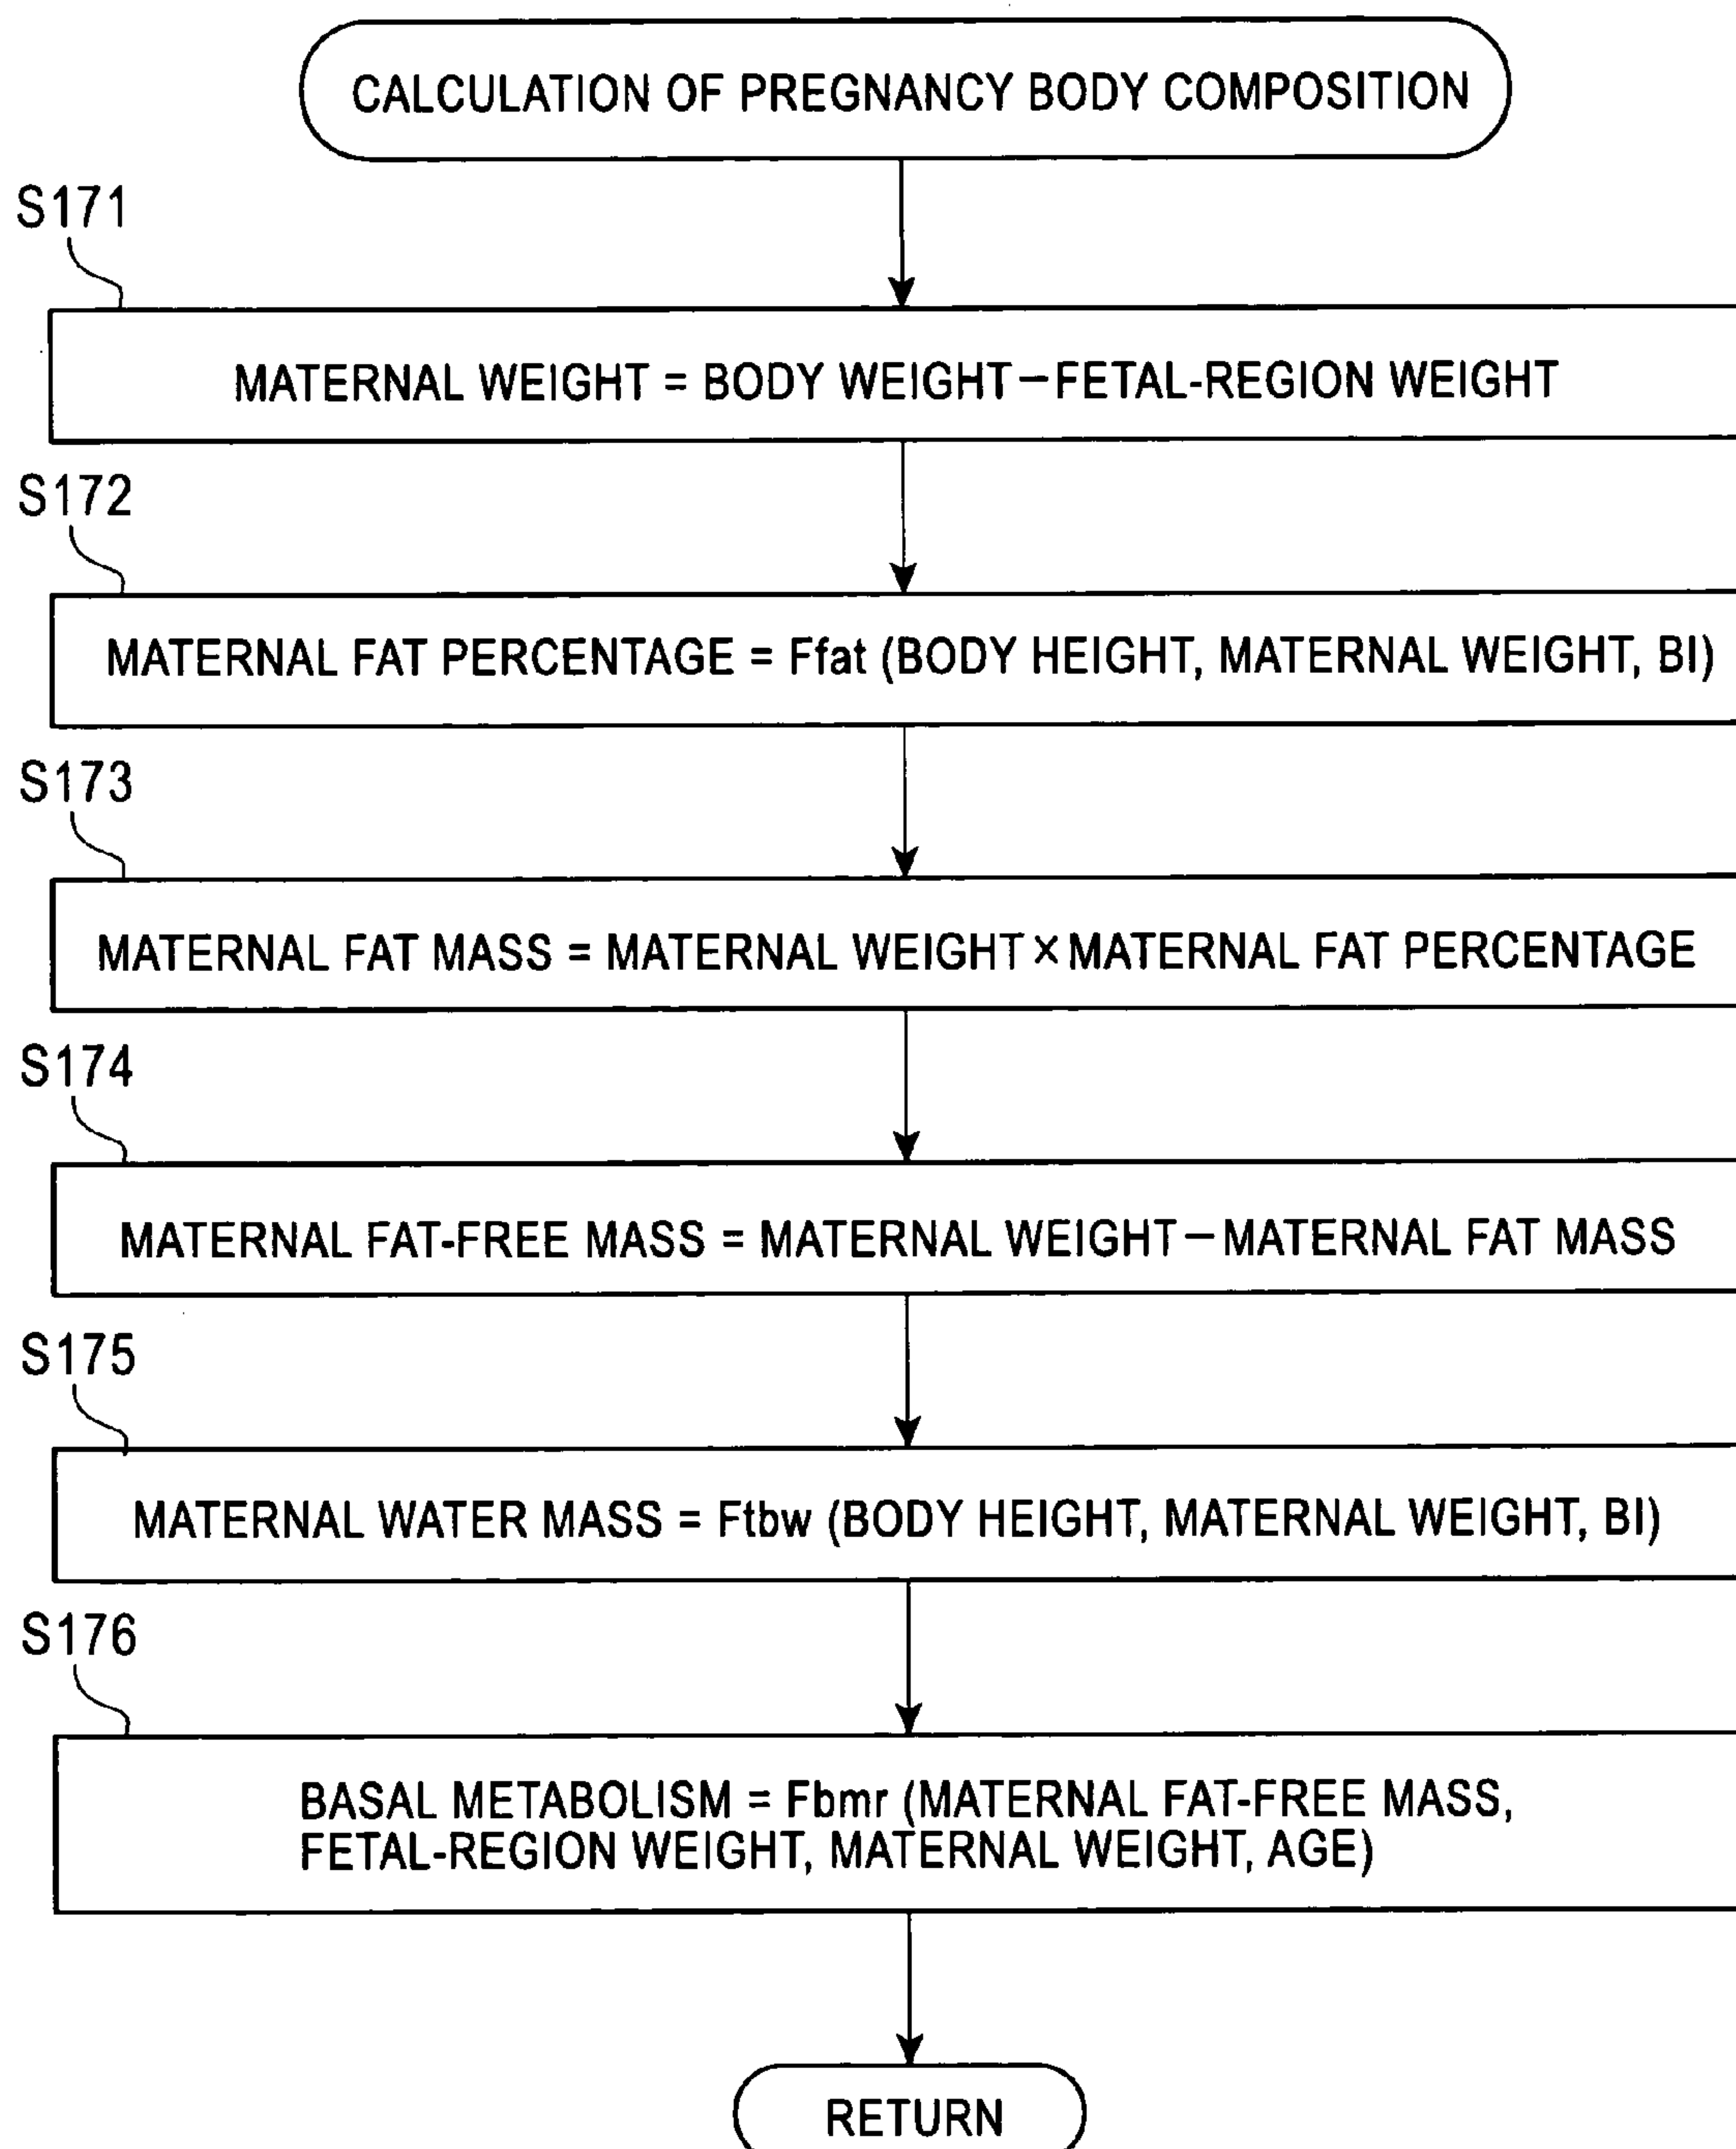 CALCULATION OF PREGNANCY BODY COMPOSITION
S171
MATERNAL WEIGHT = BODY WEIGHT−FETAL-REGION WEIGHT
S172
MATERNAL FAT PERCENTAGE = Ffat (BODY HEIGHT, MATERNAL WEIGHT, BI)
S173
MATERNAL FAT MASS = MATERNAL WEIGHT×MATERNAL FAT PERCENTAGE
S174
MATERNAL FAT-FREE MASS = MATERNAL WEIGHT−MATERNAL FAT MASS
S175
MATERNAL WATER MASS = Ftbw (BODY HEIGHT, MATERNAL WEIGHT, BI)
S176
BASAL METABOLISM = Fbmr (MATERNAL FAT-FREE MASS,
FETAL-REGION WEIGHT, MATERNAL WEIGHT, AGE)
RETURN